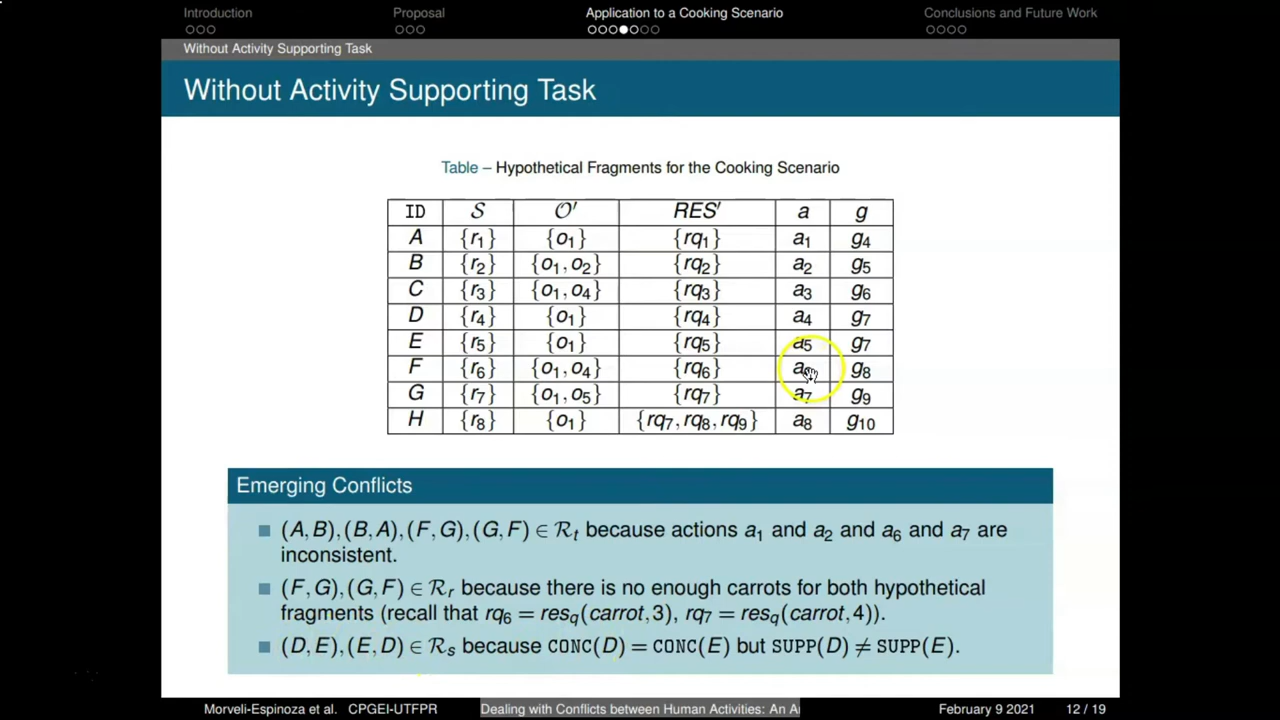 Introduction Proposal Application to a Cooking Scenario Conclusions and Future Work
Without Activity Supporting Task
Without Activity Supporting Task
Table – Hypothetical Fragments for the Cooking Scenario
ID S O′ RES′ a g
A {r1} {o1} {rq1} a1 g4
B {r2} {o1, o2} {rq2} a2 g5
C {r3} {o1, o4} {rq3} a3 g6
D {r4} {o1} {rq4} a4 g7
E {r5} {o1} {rq5} a5 g7
F {r6} {o1, o4} {rq6} a g8
G {r7} {o1, o5} {rq7} a7 g9
H {r8} {o1} {rq7, rq8, rq9} a8 g10
Emerging Conflicts
(A, B), (B, A), (F, G), (G, F) ∈ Rt because actions a1 and a2 and a6 and a7 are
inconsistent.
(F, G), (G, F) ∈ Rr because there is no enough carrots for both hypothetical
fragments (recall that rq6 = resq(carrot, 3), rq7 = resq(carrot, 4)).
(D, E), (E, D) ∈ Rs because CONC(D) = CONC(E) but SUPP(D) ≠ SUPP(E).
Morveli-Espinoza et al. CPGEI-UTFPR Dealing with Conflicts between Human Activities: An February 9 2021 12 / 19